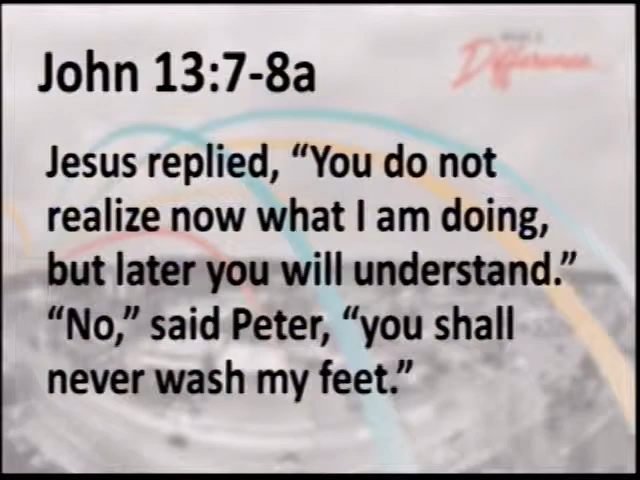 John 13:7-8a
Difference
Jesus replied, “You do not
realize now what I am doing,
but later you will understand.”
“No,” said Peter, “you shall
never wash my feet.”